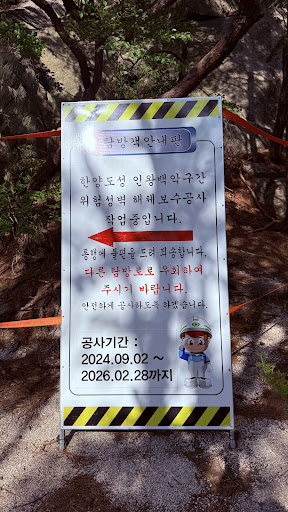 탐방객안내판
한양도성 인왕백악구간
위험성벽 해체보수공사
작업중입니다.
통행에 불편을 드려 죄송합니다.
다른 탐방로로 우회하여
주시기 바랍니다.
안전하게 공사하도록 하겠습니다.
공사기간 :
2024.09.02 ~
2026.02.28까지